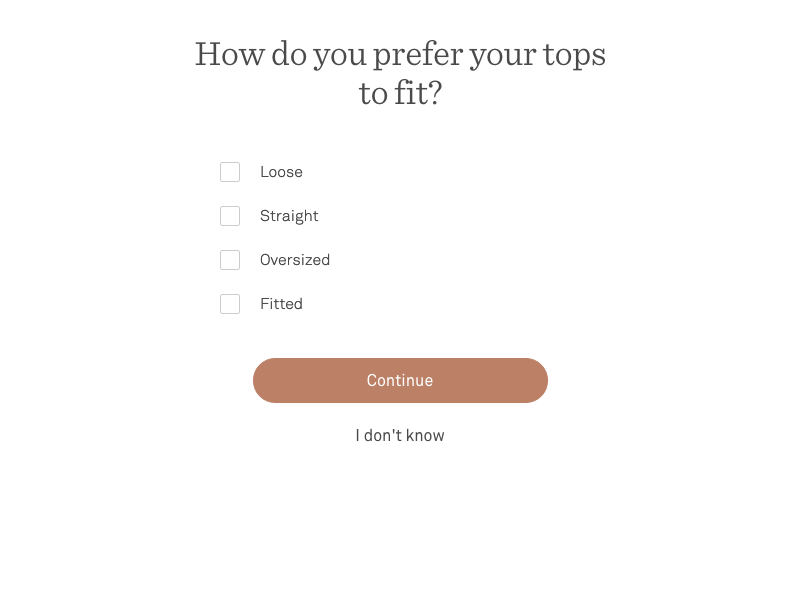 How do you prefer your tops
to fit?
Loose
Straight
Oversized
Fitted
Continue
I don't know